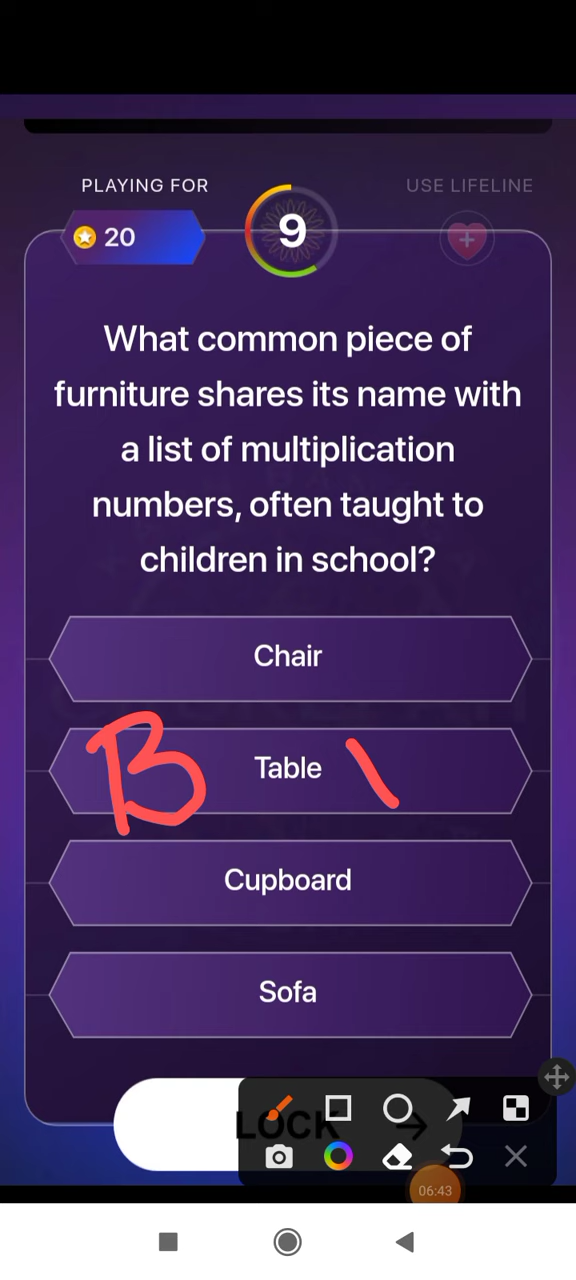 PLAYING FOR
USE LIFELINE
20
9
What common piece of
furniture shares its name with
a list of multiplication
numbers, often taught to
children in school?
Chair
B Table \
Cupboard
Sofa
LOCK
06:43